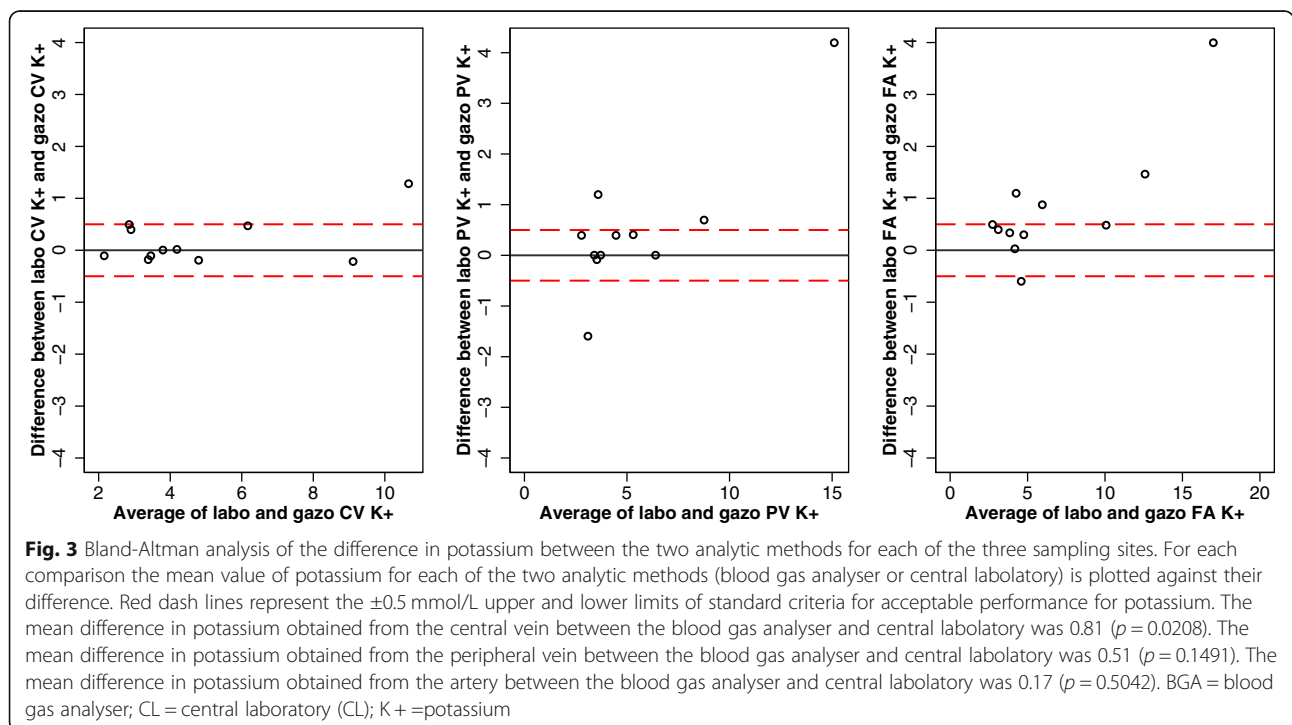 Difference between labo CV K+ and gazo CV K+
4
3
2
1
0
−1
−2
−3
−4
2 4 6 8 10
Average of labo and gazo CV K+
Difference between labo PV K+ and gazo PV K+
4
3
2
1
0
−1
−2
−3
−4
0 5 10 15
Average of labo and gazo PV K+
Difference between labo FA K+ and gazo FA K+
4
3
2
1
0
−1
−2
−3
−4
0 5 10 15 20
Average of labo and gazo FA K+
Fig. 3 Bland-Altman analysis of the difference in potassium between the two analytic methods for each of the three sampling sites. For each
comparison the mean value of potassium for each of the two analytic methods (blood gas analyser or central labolatory) is plotted against their
difference. Red dash lines represent the ±0.5 mmol/L upper and lower limits of standard criteria for acceptable performance for potassium. The
mean difference in potassium obtained from the central vein between the blood gas analyser and central labolatory was 0.81 (p = 0.0208). The
mean difference in potassium obtained from the peripheral vein between the blood gas analyser and central labolatory was 0.51 (p = 0.1491). The
mean difference in potassium obtained from the artery between the blood gas analyser and central labolatory was 0.17 (p = 0.5042). BGA = blood
gas analyser; CL = central laboratory (CL); K + =potassium